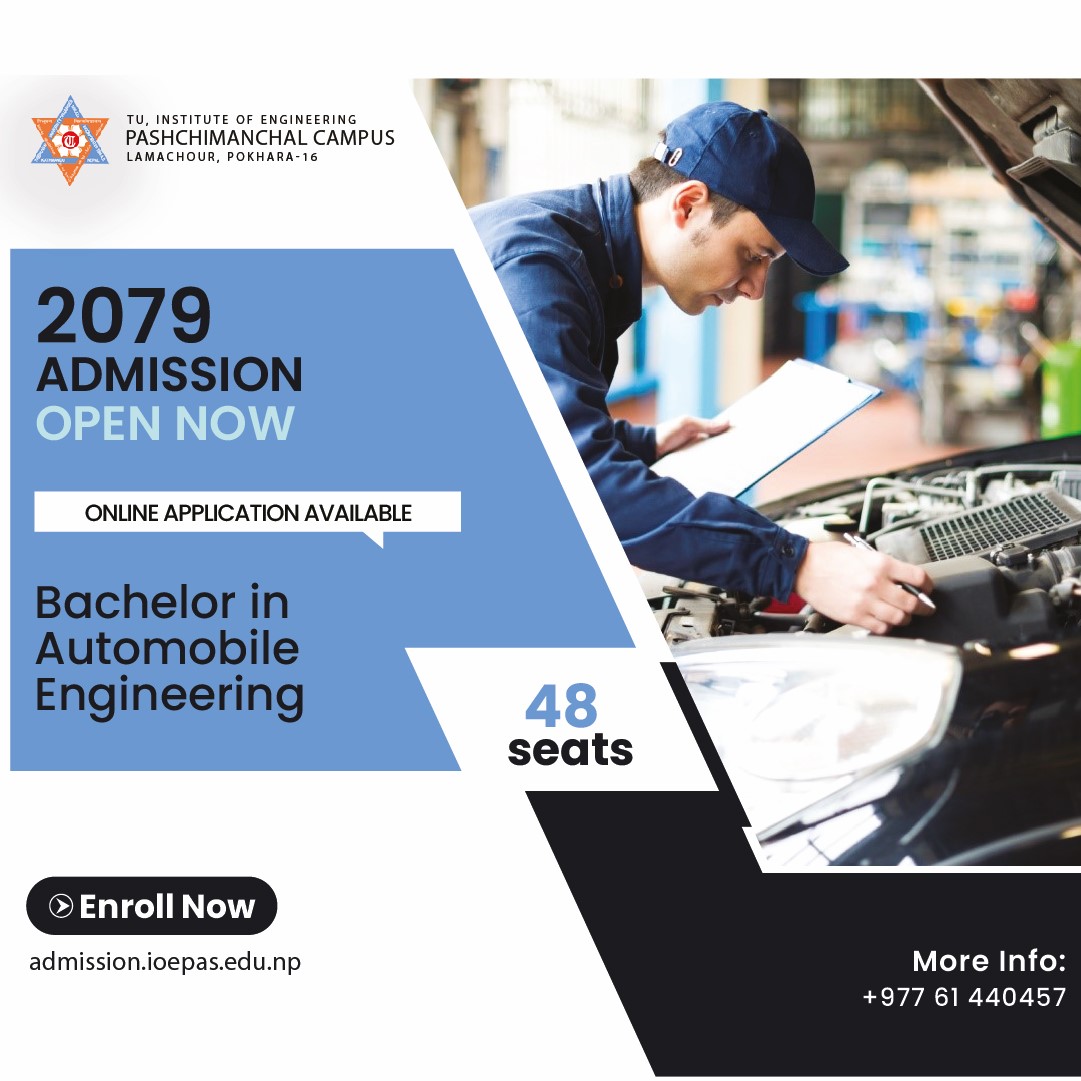 TU, INSTITUTE OF ENGINEERING
PASHCHIMANCHAL CAMPUS
LAMACHOUR, POKHARA-16
2079
ADMISSION
OPEN NOW
ONLINE APPLICATION AVAILABLE
Bachelor in
Automobile
Engineering
48
seats
Enroll Now
admission.ioepas.edu.np
More Info:
+977 61 440457